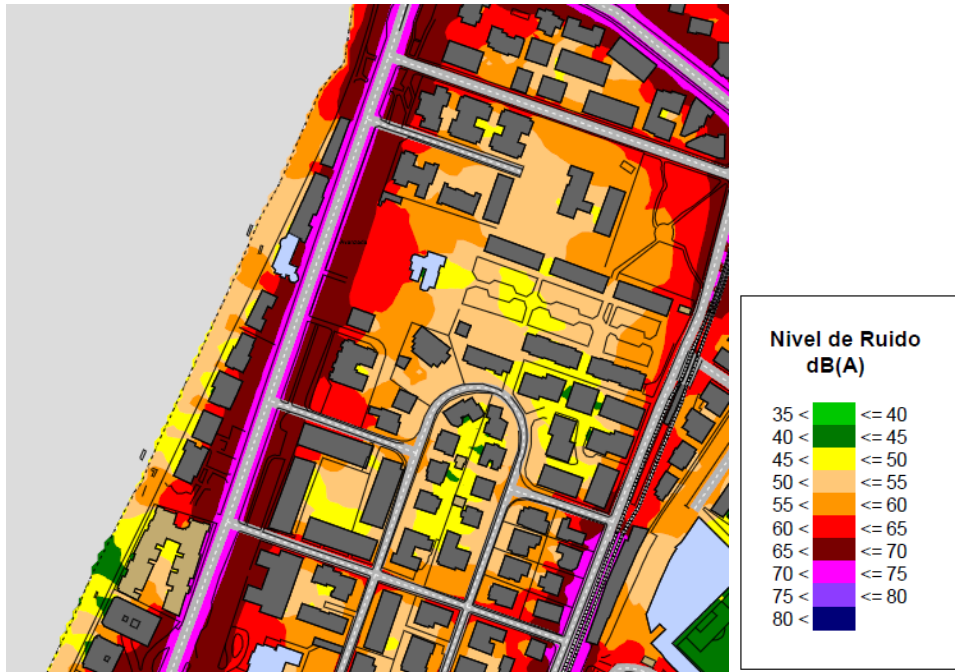 Nivel de Ruido
dB(A)
35 < <= 40
40 < <= 45
45 < <= 50
50 < <= 55
55 < <= 60
60 < <= 65
65 < <= 70
70 < <= 75
75 < <= 80
80 <